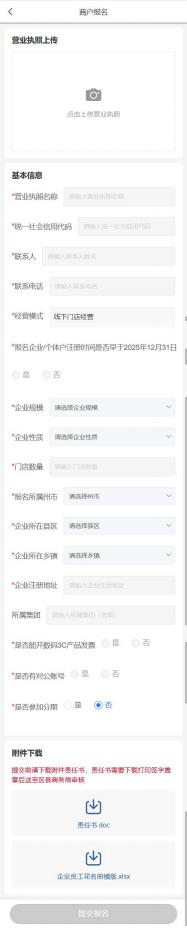 商户报名
营业执照上传
点击上传营业执照
基本信息
*营业执照名称 请输入营业执照名称
*统一社会信用代码 请输入统一社会信用代码
*联系人 请输入联系人姓名
*联系电话 请输入联系电话
*经营模式 线下门店经营
*报名企业/个体户注册时间是否早于2025年12月31日
是 否
*企业规模 请选择企业规模
*企业性质 请选择企业性质
*门店数量 请输入门店数量
*报名所属州市 请选择州市
*企业所在县区 请选择县区
*企业所在乡镇 请选择乡镇
*企业注册地址 请输入企业注册地址
所属集团 请输入所属集团（选填）
*是否能开数码3C产品发票 是 否
*是否有对公账号 是 否
*是否参加分期 是 否
附件下载
提交前请下载附件责任书，责任书需要下载打印签字盖
章后送至区县商务局审核
责任书.doc
企业员工花名册模版.xlsx
提交报名